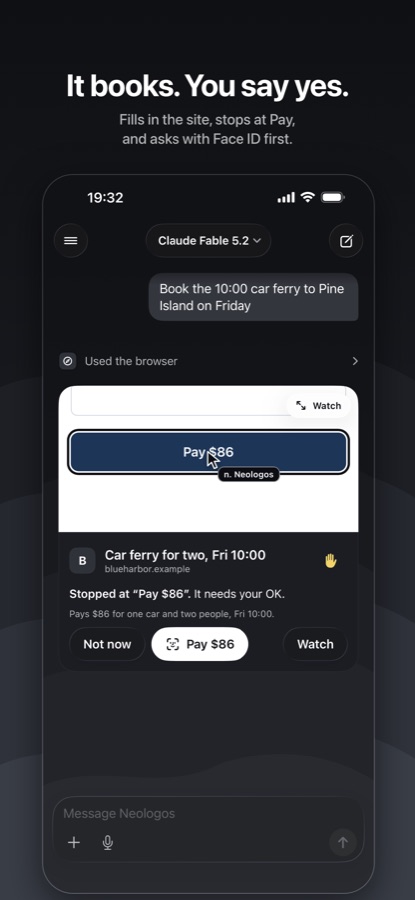 It books. You say yes.
Fills in the site, stops at Pay,
and asks with Face ID first.
19:32
Claude Fable 5.2
Book the 10:00 car ferry to Pine
Island on Friday
Used the browser
Watch
Pay $86
n. Neologos
B
Car ferry for two, Fri 10:00
blueharbor.example
Stopped at “Pay $86”. It needs your OK.
Pays $86 for one car and two people, Fri 10:00.
Not now
Pay $86
Watch
Message Neologos